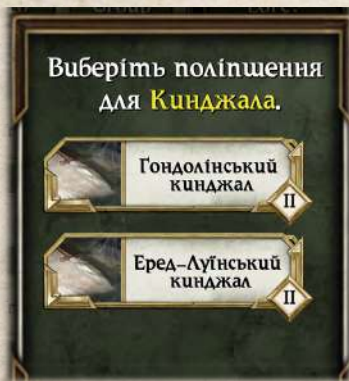 Виберіть поліпшення
для Кинджала.
Ґондолінський
кинджал
II
Еред-Луїнський
кинджал
II